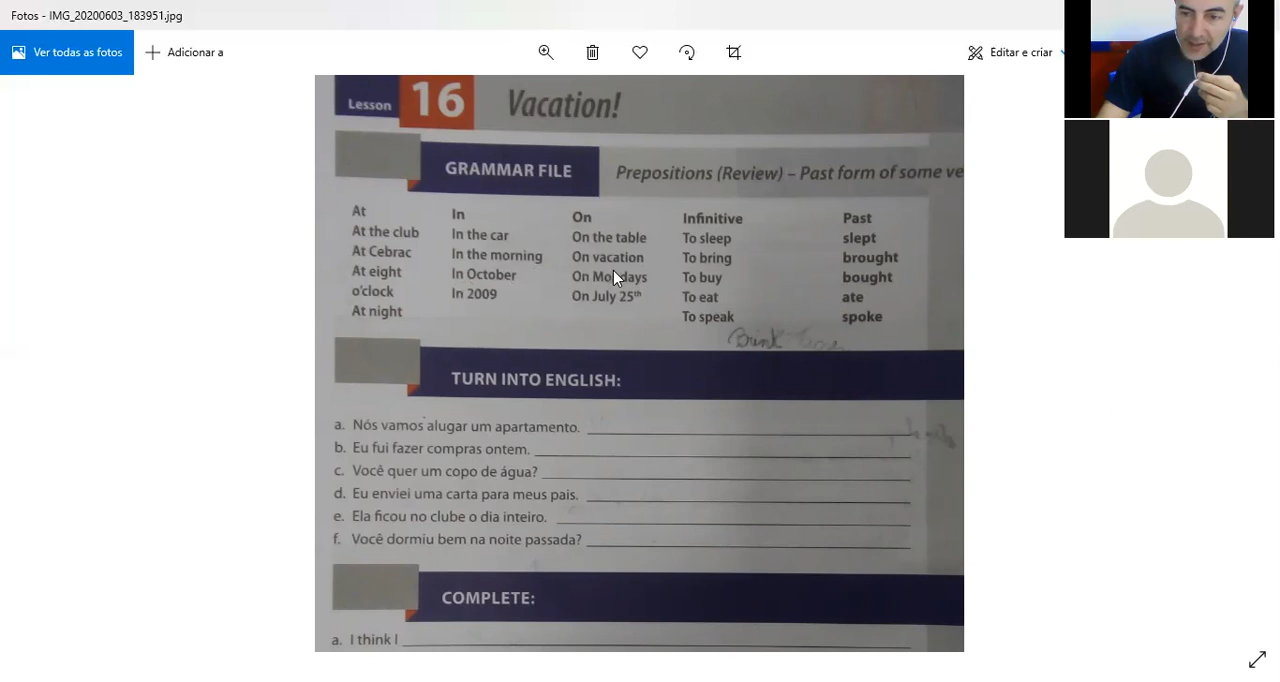 Fotos - IMG_20200603_183951.jpg
Ver todas as fotos
Adicionar a
Editar e criar
Lesson 16 Vacation!
GRAMMAR FILE
Prepositions (Review) – Past form of some ve
At
At the club
At Cebrac
At eight
o'clock
At night
In
In the car
In the morning
In October
In 2009
On
On the table
On vacation
On Mondays
On July 25th
Infinitive
To sleep
To bring
To buy
To eat
To speak
Past
slept
brought
bought
ate
spoke
TURN INTO ENGLISH:
a. Nós vamos alugar um apartamento.
b. Eu fui fazer compras ontem.
c. Você quer um copo de água?
d. Eu enviei uma carta para meus pais.
e. Ela ficou no clube o dia inteiro.
f. Você dormiu bem na noite passada?
COMPLETE:
a. I think I